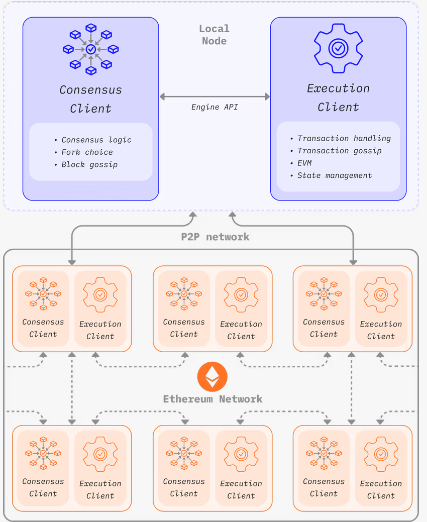 Local
Node
Consensus
Client
• Consensus logic
• Fork choice
• Block gossip
Engine API
Execution
Client
• Transaction handling
• Transaction gossip
• EVM
• State management
P2P network
Consensus
Client
Execution
Client
Consensus
Client
Execution
Client
Consensus
Client
Execution
Client
Ethereum Network
Consensus
Client
Execution
Client
Consensus
Client
Execution
Client
Consensus
Client
Execution
Client